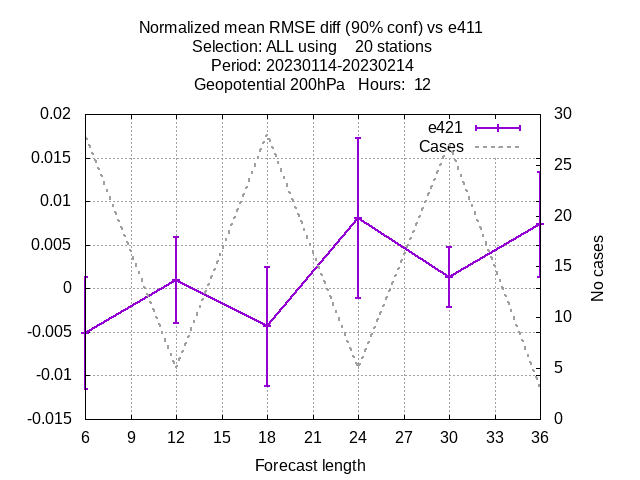 Normalized mean RMSE diff (90% conf) vs e411
Selection: ALL using    20 stations
Period: 20230114-20230214
Geopotential 200hPa   Hours:  12
0.02
0.015
0.01
0.005
0
-0.005
-0.01
-0.015
30
25
20
15
10
5
0
e421
Cases
No cases
6 9 12 15 18 21 24 27 30 33 36
Forecast length